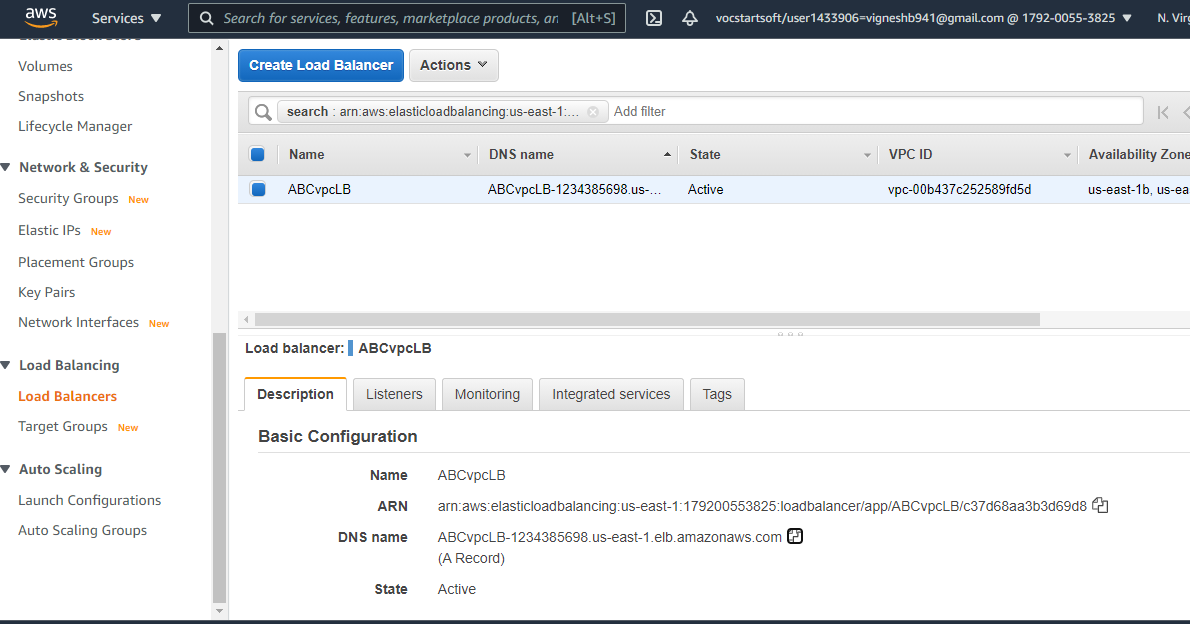 aws Services Search for services, features, marketplace products, an [Alt+S] vocstartsoft/user1433906=vigneshb941@gmail.com @ 1792-0055-3825 N. Virg
Elastic Block Store
Volumes
Snapshots
Lifecycle Manager
Network & Security
Security Groups New
Elastic IPs New
Placement Groups
Key Pairs
Network Interfaces New
Load Balancing
Load Balancers
Target Groups New
Auto Scaling
Launch Configurations
Auto Scaling Groups
Create Load Balancer Actions
search : arn:aws:elasticloadbalancing:us-east-1:... Add filter
Name DNS name State VPC ID Availability Zone
ABCvpcLB ABCvpcLB-1234385698.us-... Active vpc-00b437c252589fd5d us-east-1b, us-ea
Load balancer: ABCvpcLB
Description Listeners Monitoring Integrated services Tags
Basic Configuration
Name ABCvpcLB
ARN arn:aws:elasticloadbalancing:us-east-1:179200553825:loadbalancer/app/ABCvpcLB/c37d68aa3b3d69d8
DNS name ABCvpcLB-1234385698.us-east-1.elb.amazonaws.com
(A Record)
State Active